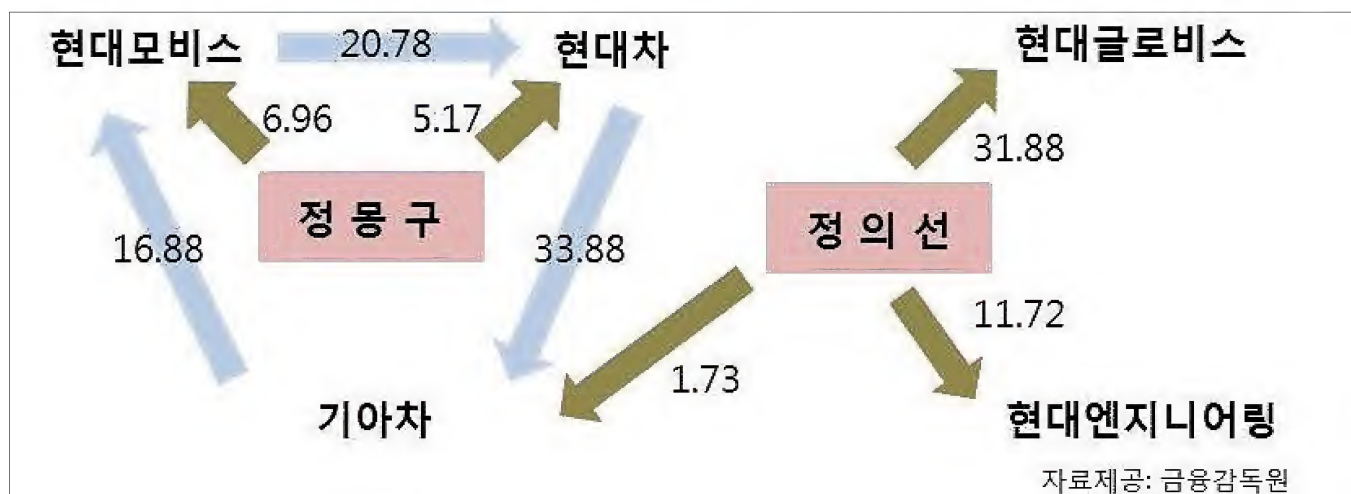 현대모비스 20.78 현대차 현대글로비스
6.96 5.17 31.88
정 몽 구 정 의 선
16.88 33.88
11.72
1.73
기아차 현대엔지니어링
자료제공: 금융감독원